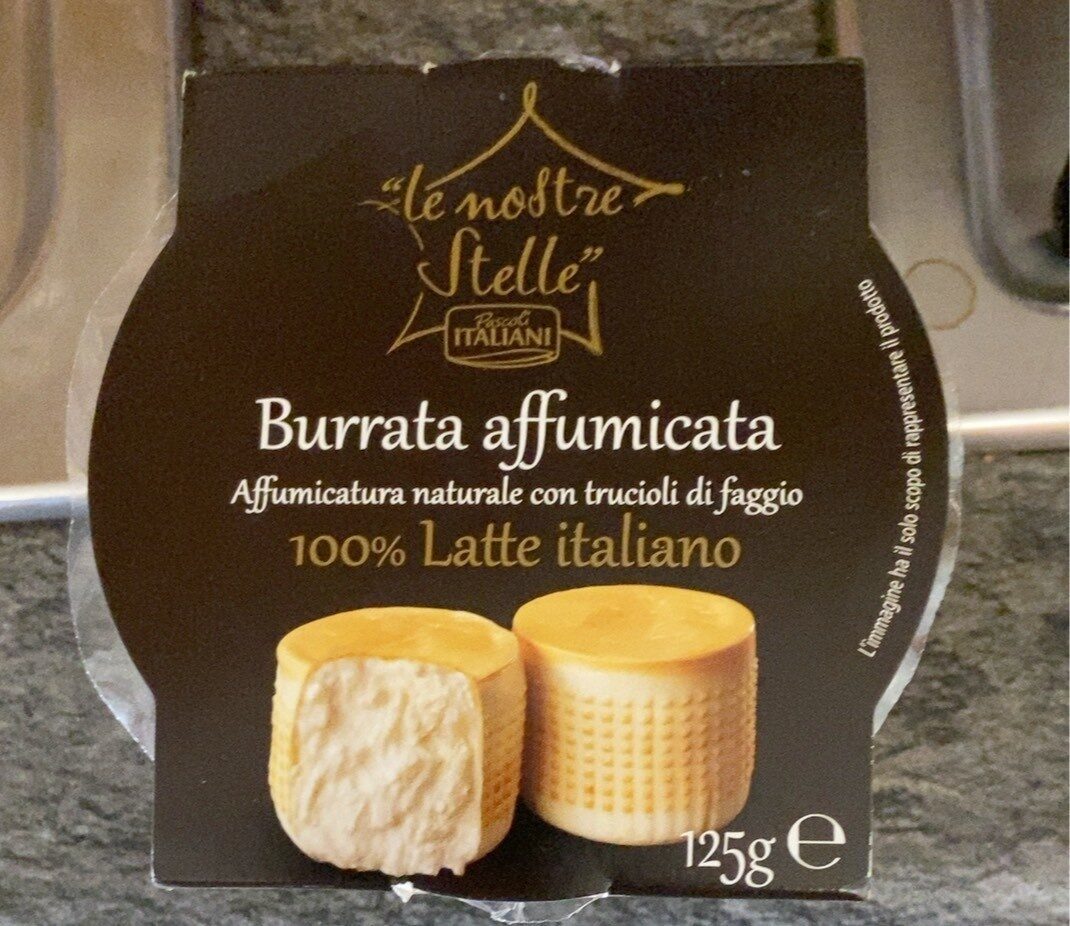 "le nostre
Stelle"
Pascoli
ITALIANI
Burrata affumicata
Affumicatura naturale con trucioli di faggio
100% Latte italiano
L'immagine ha il solo scopo di rappresentare il prodotto
125g ℮